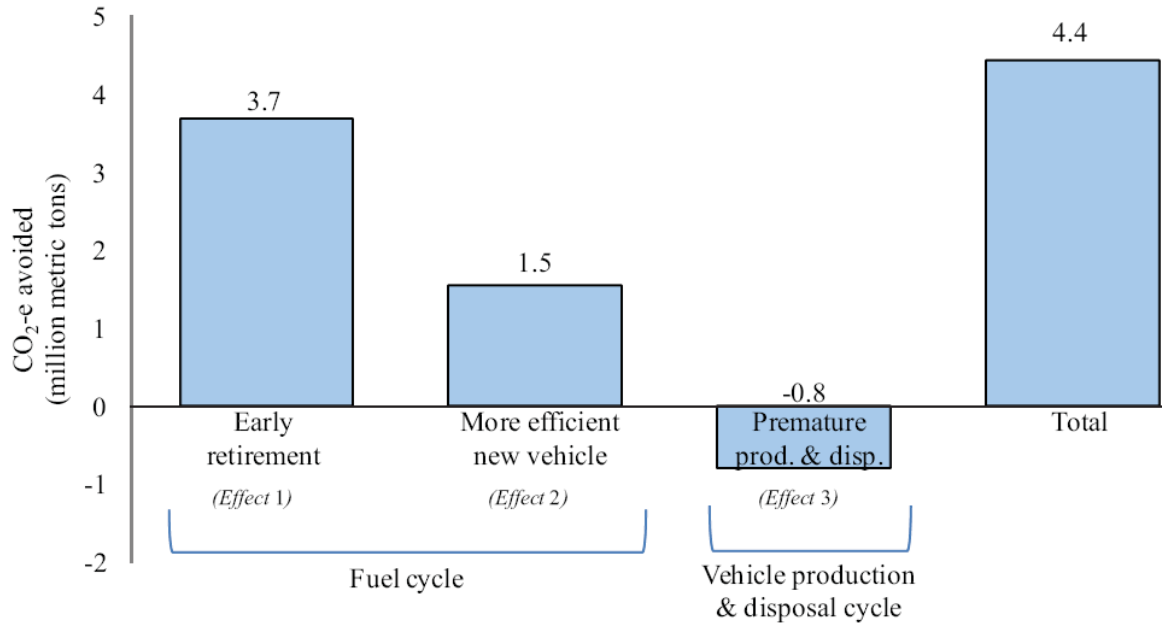 CO₂-e avoided
(million metric tons)
5
4
3
2
1
0
-1
-2
3.7
1.5
-0.8
4.4
Early
retirement
(Effect 1)
More efficient
new vehicle
(Effect 2)
Premature
prod. & disp.
(Effect 3)
Total
Fuel cycle
Vehicle production
& disposal cycle